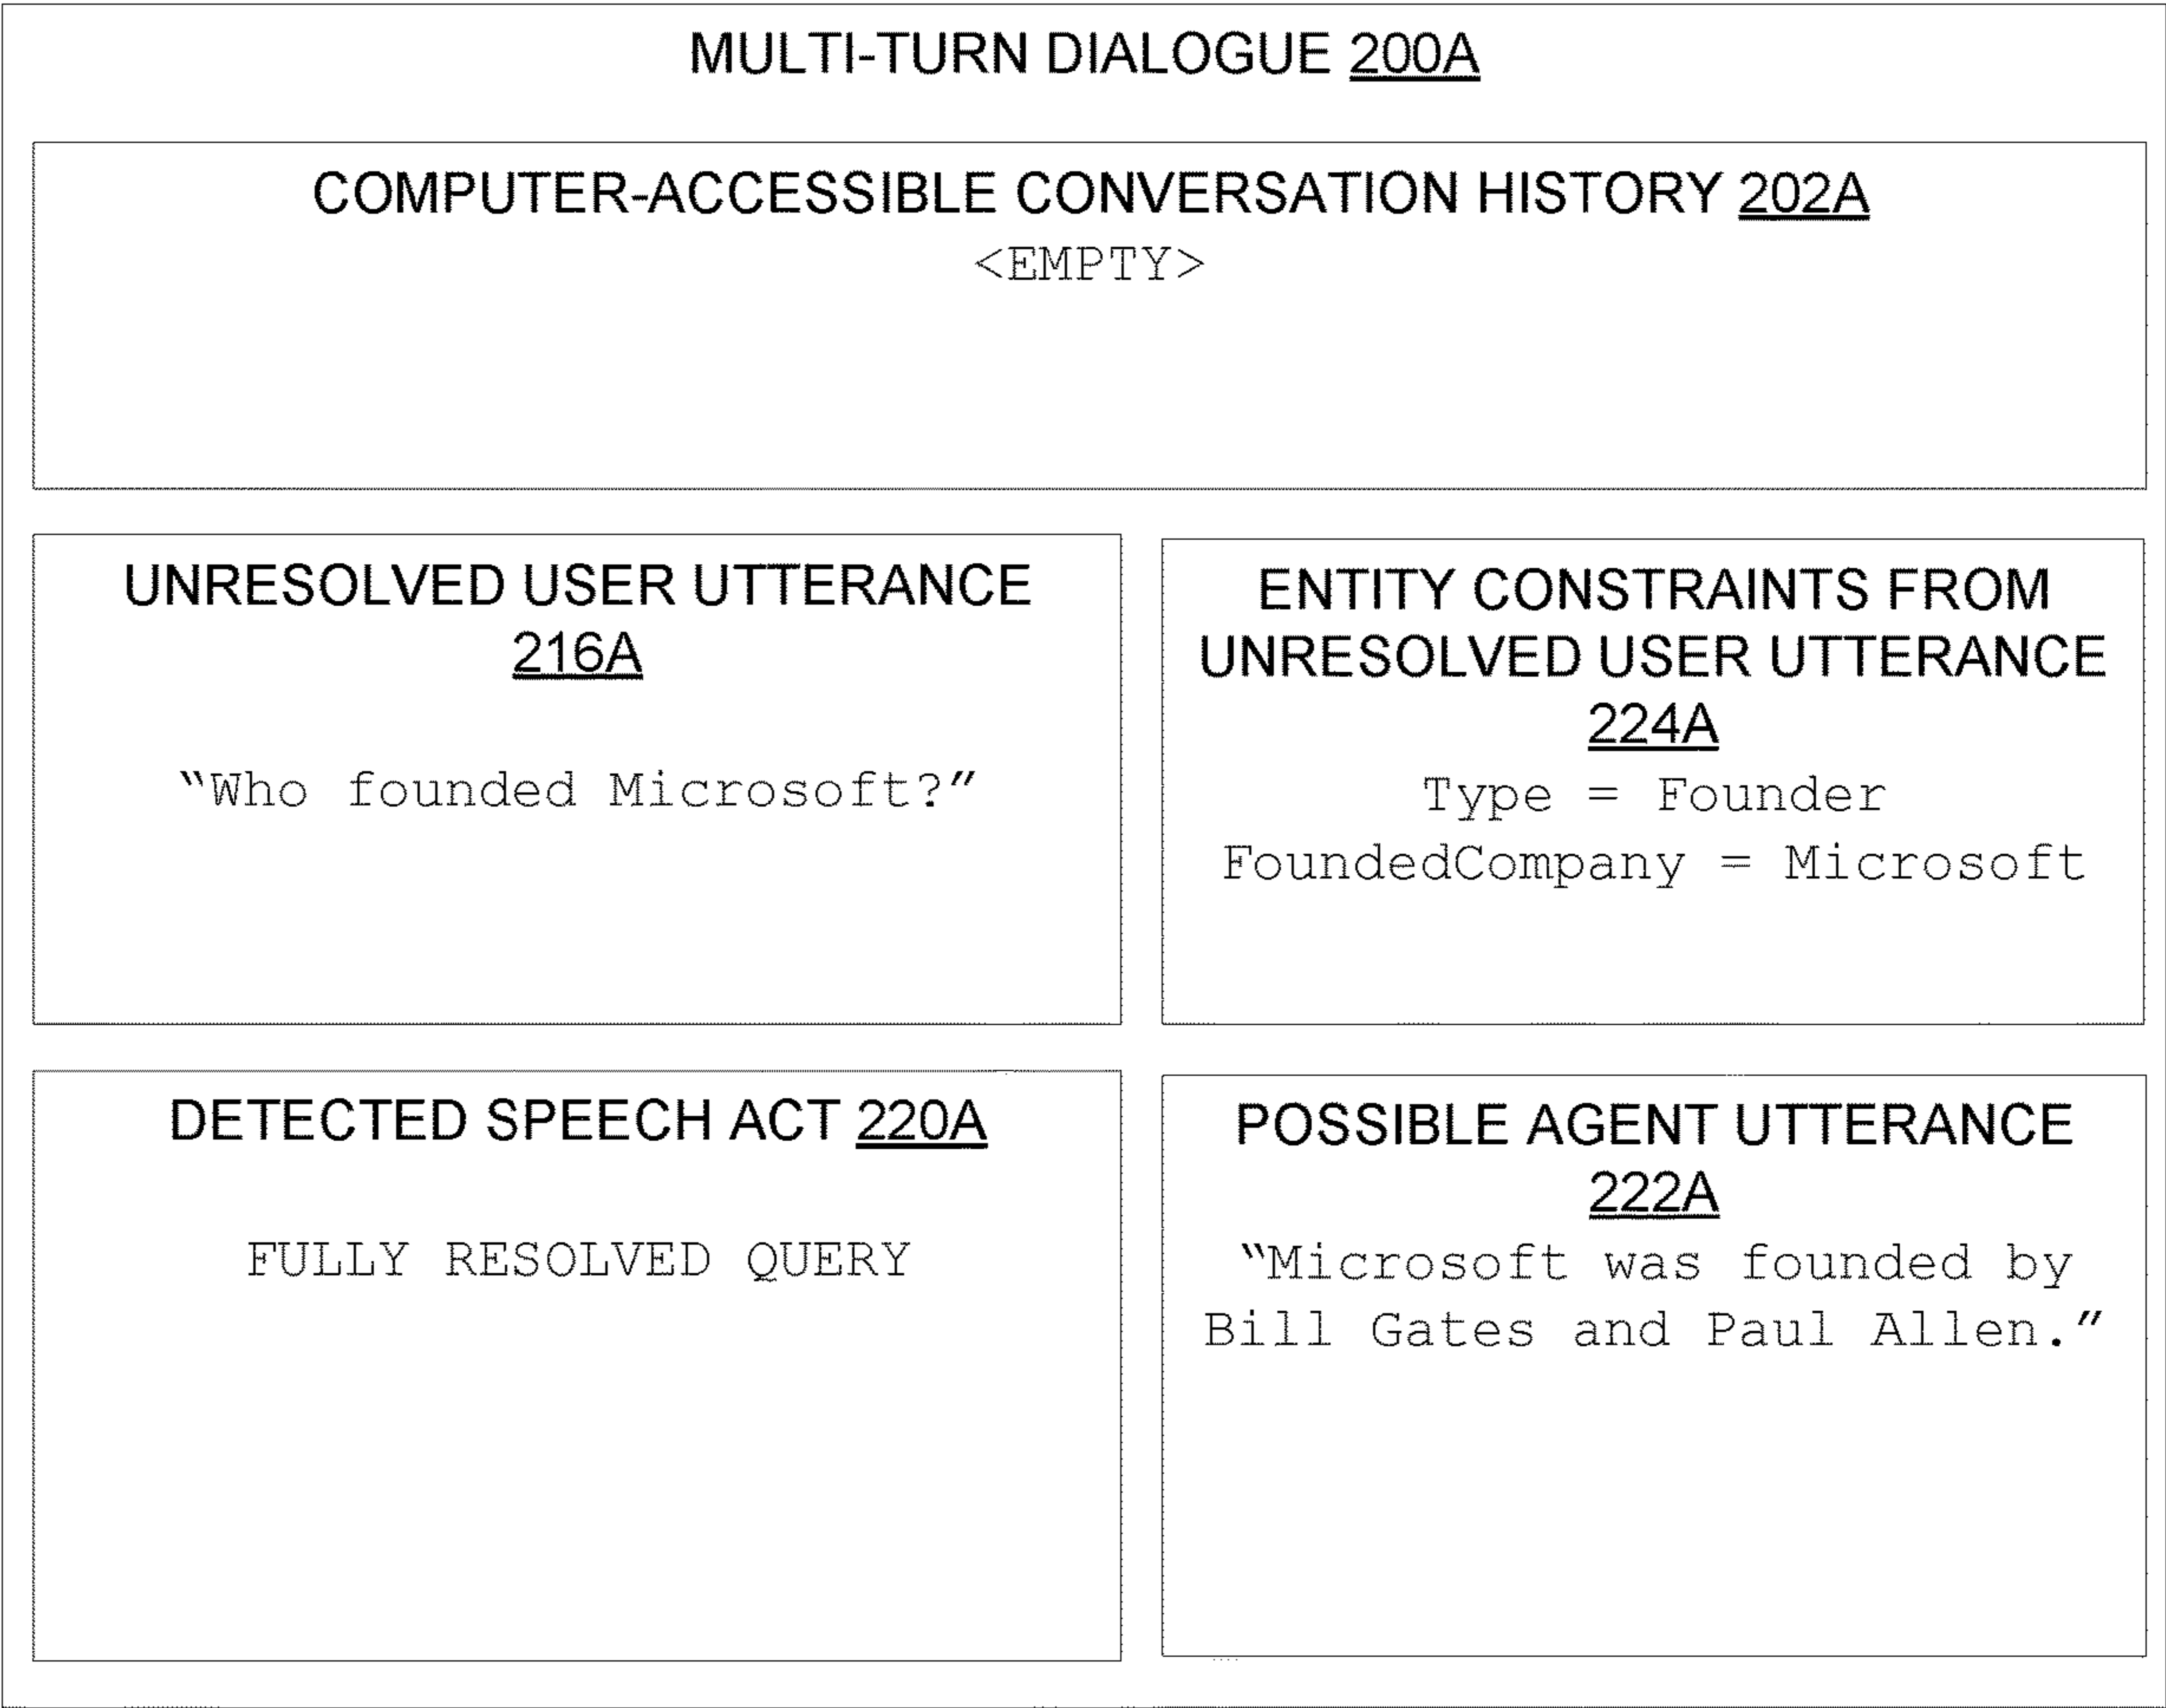 MULTI-TURN DIALOGUE 200A
COMPUTER-ACCESSIBLE CONVERSATION HISTORY 202A
<EMPTY>
UNRESOLVED USER UTTERANCE
216A
“Who founded Microsoft?”
ENTITY CONSTRAINTS FROM
UNRESOLVED USER UTTERANCE
224A
Type = Founder
FoundedCompany = Microsoft
DETECTED SPEECH ACT 220A
FULLY RESOLVED QUERY
POSSIBLE AGENT UTTERANCE
222A
“Microsoft was founded by
Bill Gates and Paul Allen.”